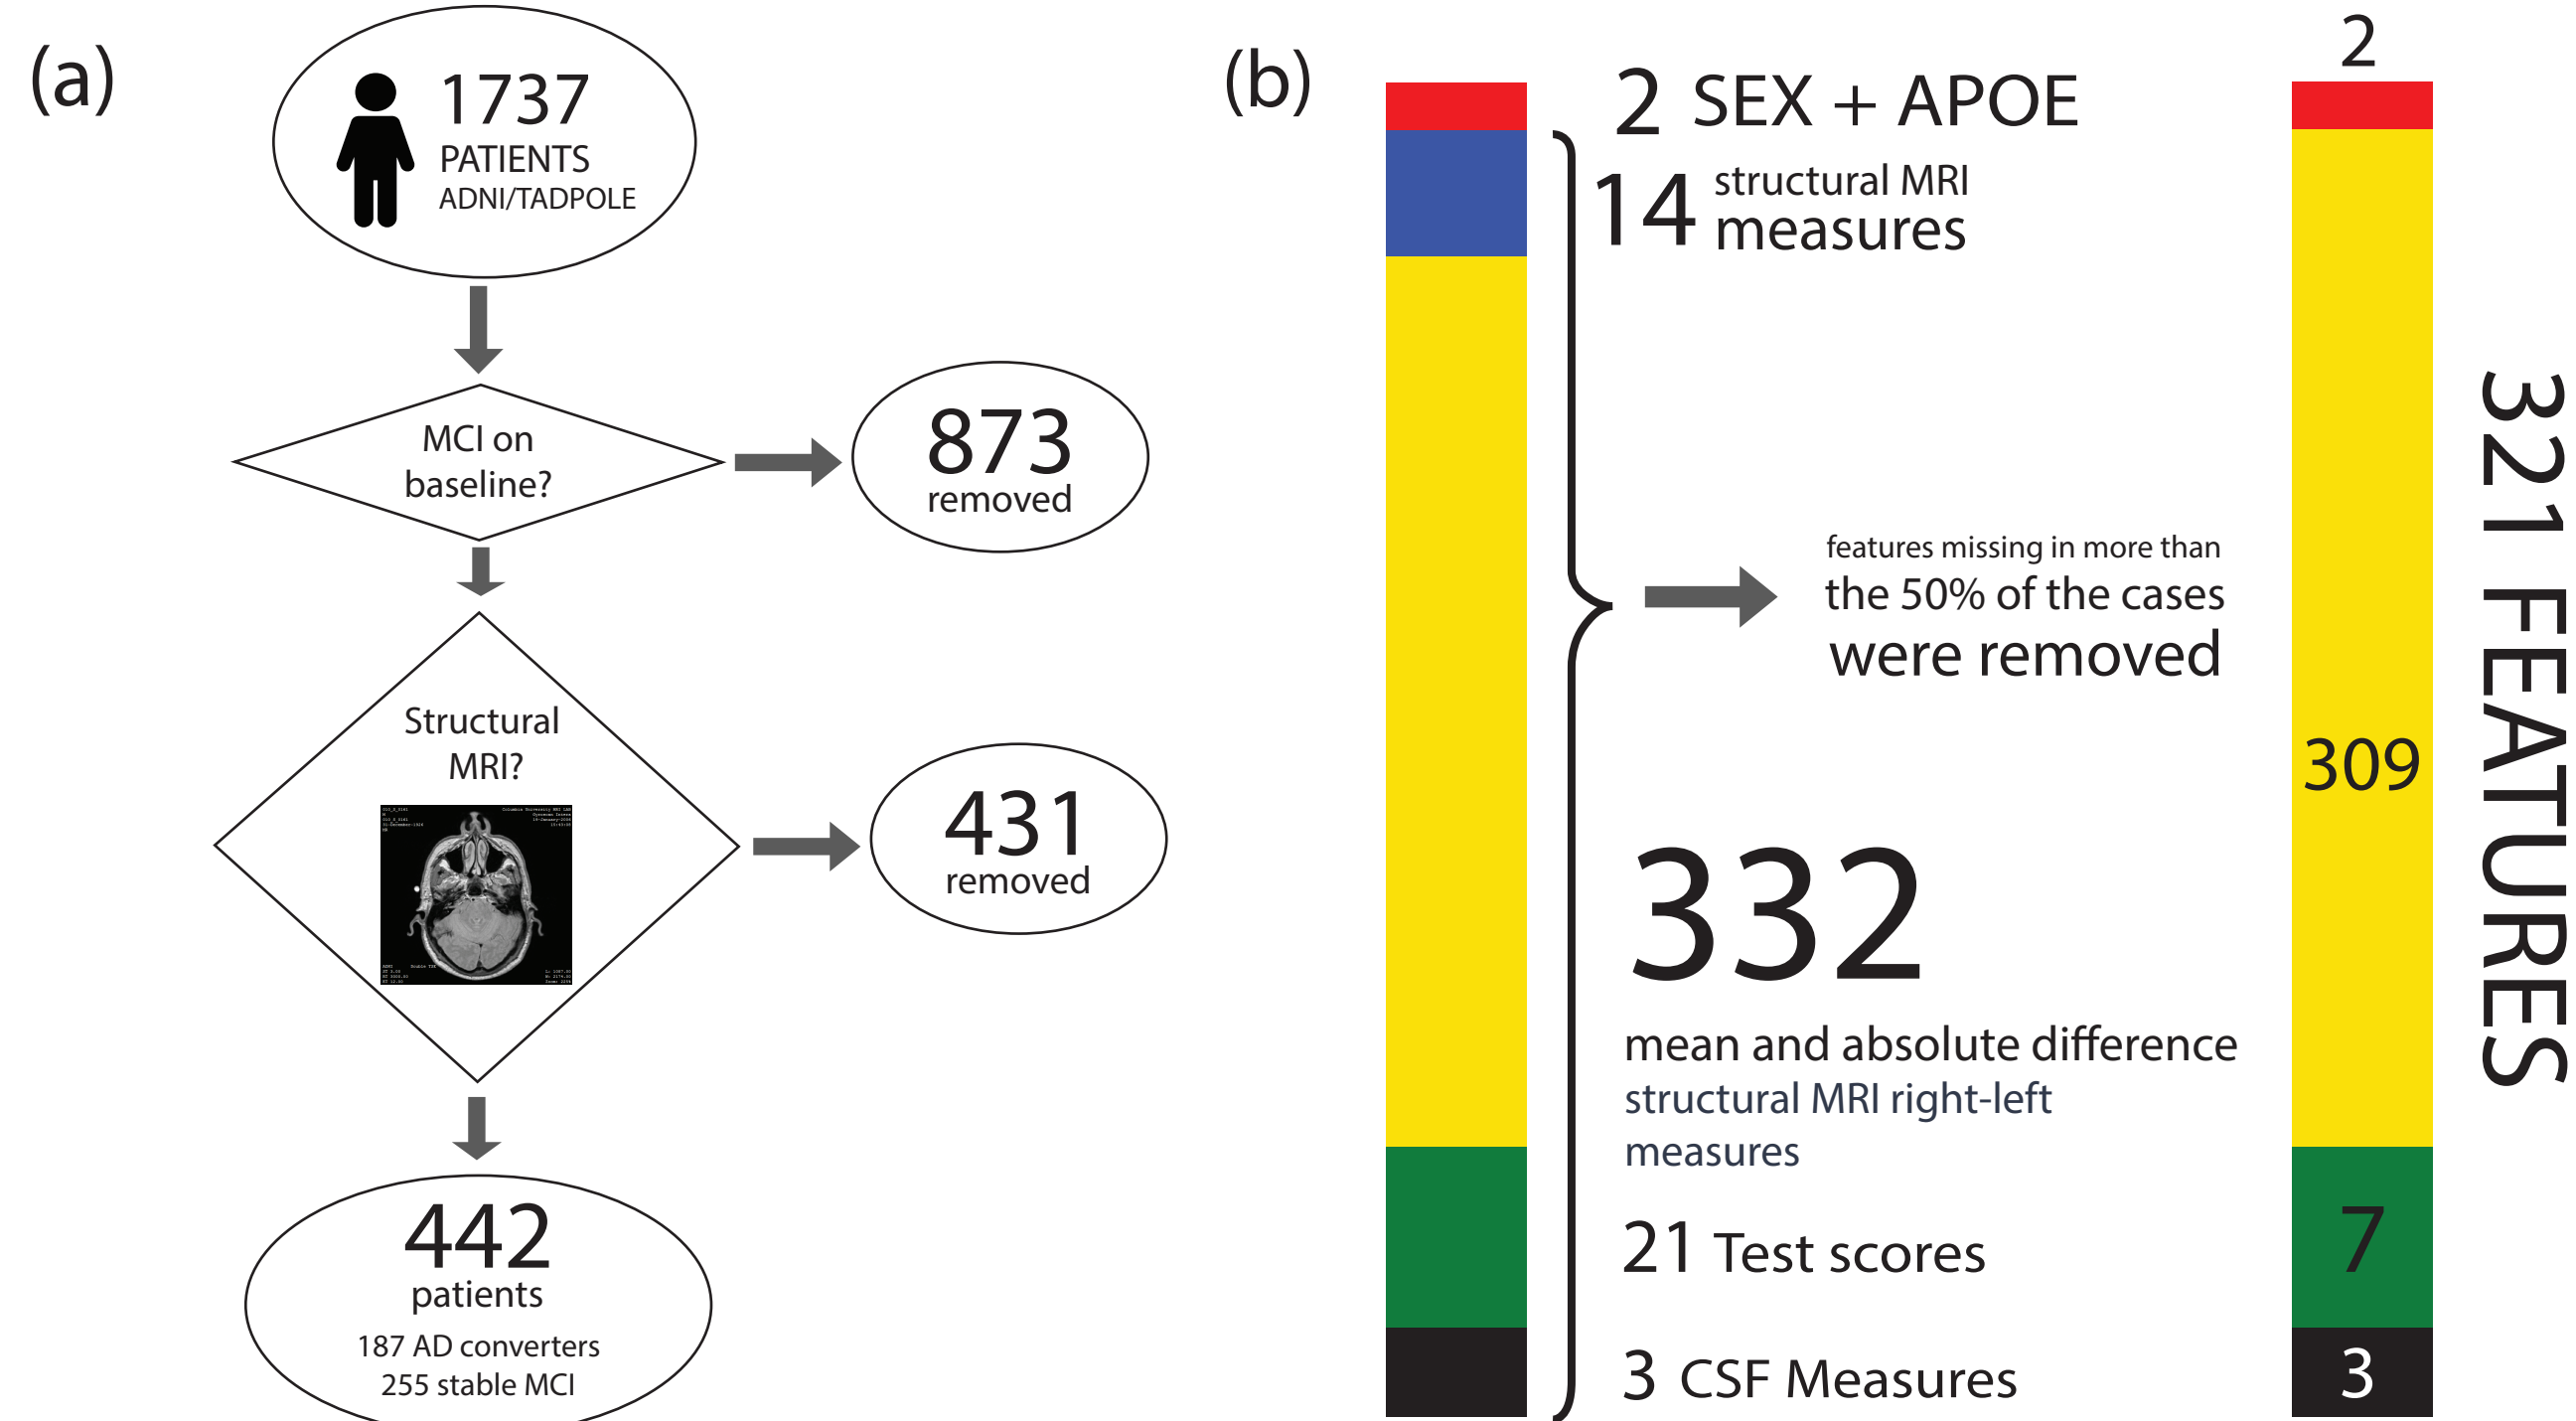 (a)
1737
PATIENTS
ADNI/TADPOLE
MCI on
baseline?
873
removed
Structural
MRI?
431
removed
442
patients
187 AD converters
255 stable MCI
(b)
2 SEX + APOE
14 structural MRI
measures
features missing in more than
the 50% of the cases
were removed
332
mean and absolute difference
structural MRI right-left
measures
21 Test scores
3 CSF Measures
2
309
7
3
321 FEATURES